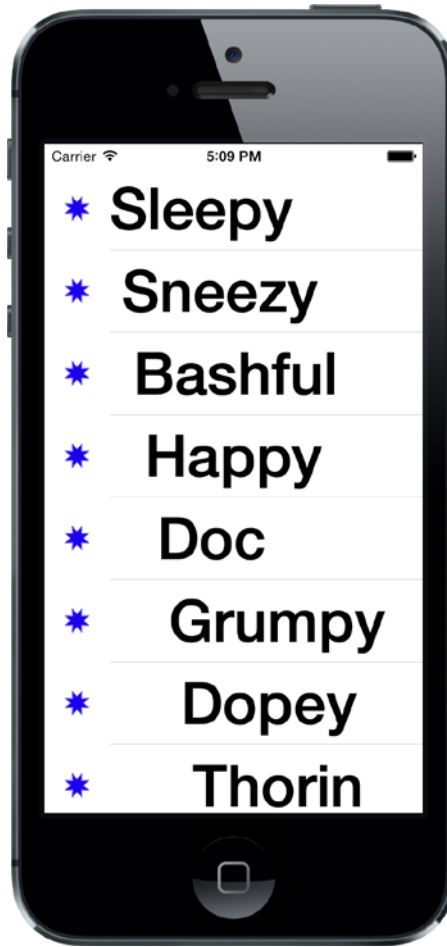 Carrier 5:09 PM
Sleepy
Sneezy
Bashful
Happy
Doc
Grumpy
Dopey
Thorin